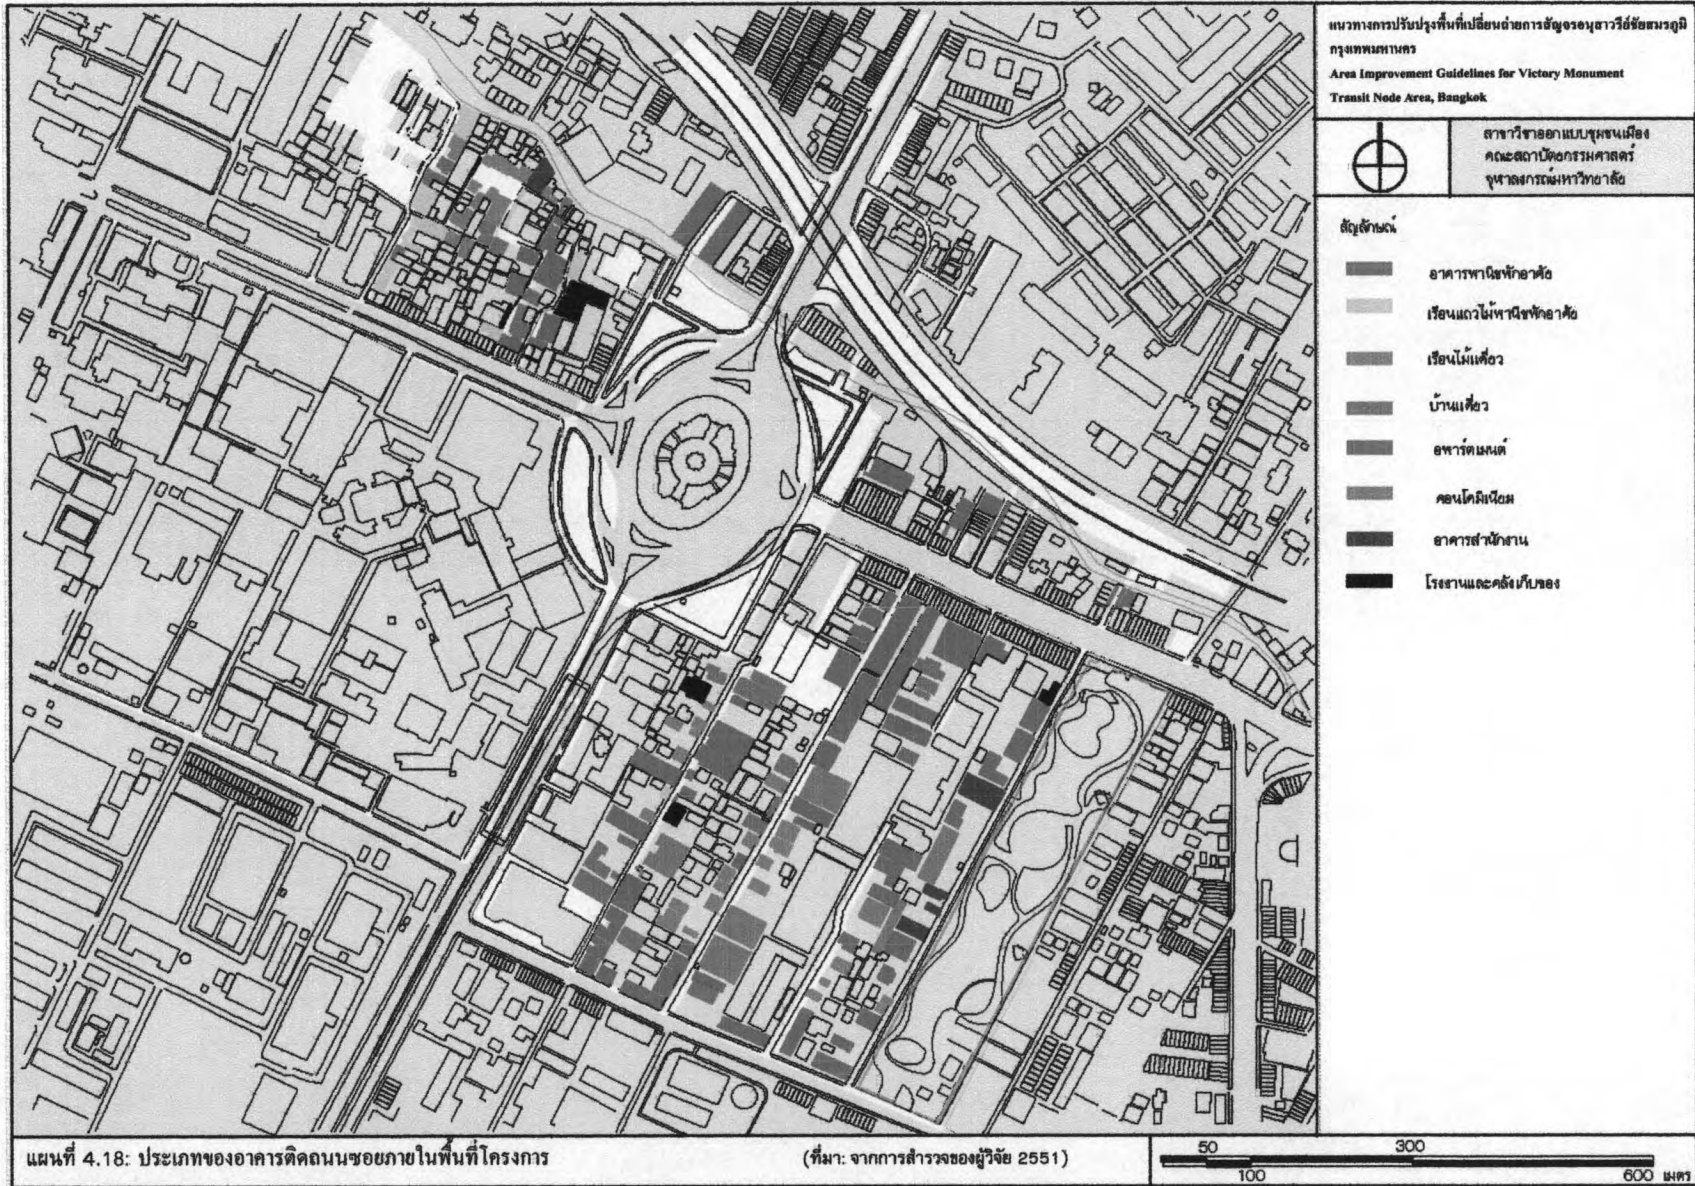 แนวทางการปรับปรุงพื้นที่เปลี่ยนถ่ายการสัญจรอนุสาวรีย์ชัยสมรภูมิ
กรุงเทพมหานคร
Area Improvement Guidelines for Victory Monument
Transit Node Area, Bangkok
สาขาวิชาออกแบบชุมชนเมือง
คณะสถาปัตยกรรมศาสตร์
จุฬาลงกรณ์มหาวิทยาลัย
สัญลักษณ์
อาคารพานิชพักอาศัย
เรือนแถวไม้พานิชพักอาศัย
เรือนไม้เดี่ยว
บ้านเดี่ยว
อพาร์ตเมนต์
คอนโดมิเนียม
อาคารสำนักงาน
โรงงานและคลังเก็บของ
แผนที่ 4.18: ประเภทของอาคารติดถนนซอยภายในพื้นที่โครงการ
(ที่มา: จากการสำรวจของผู้วิจัย 2551)
50 300
100 600 เมตร